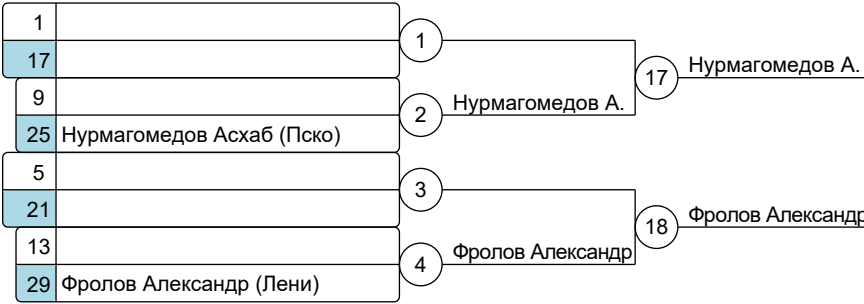 1
17
1
9
25 Нурмагомедов Асхаб (Пско)
2
Нурмагомедов А.
17
Нурмагомедов А.
5
21
3
13
29 Фролов Александр (Лени)
4
Фролов Александр
18
Фролов Александр